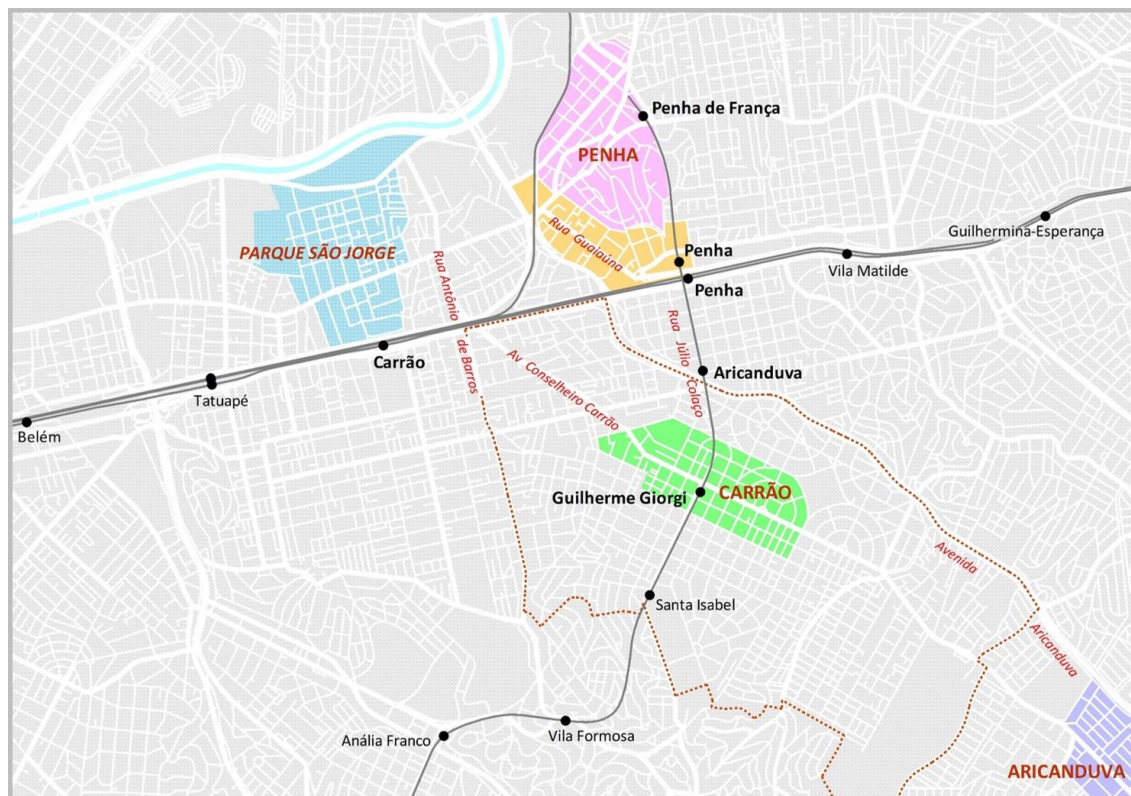 Penha de França
PENHA
Guilhermina-Esperança
Rua Gualaúna
PARQUE SÃO JORGE
Penha
Vila Matilde
Penha
Rua Antônio
de Barros
Rua Júlio Colaço
Carrão
Av Conselheiro Carrão
Aricanduva
Tatuapé
Belém
CARRÃO
Guilherme Giorgi
Avenida
Aricanduva
Santa Isabel
Anália Franco
Vila Formosa
ARICANDUVA